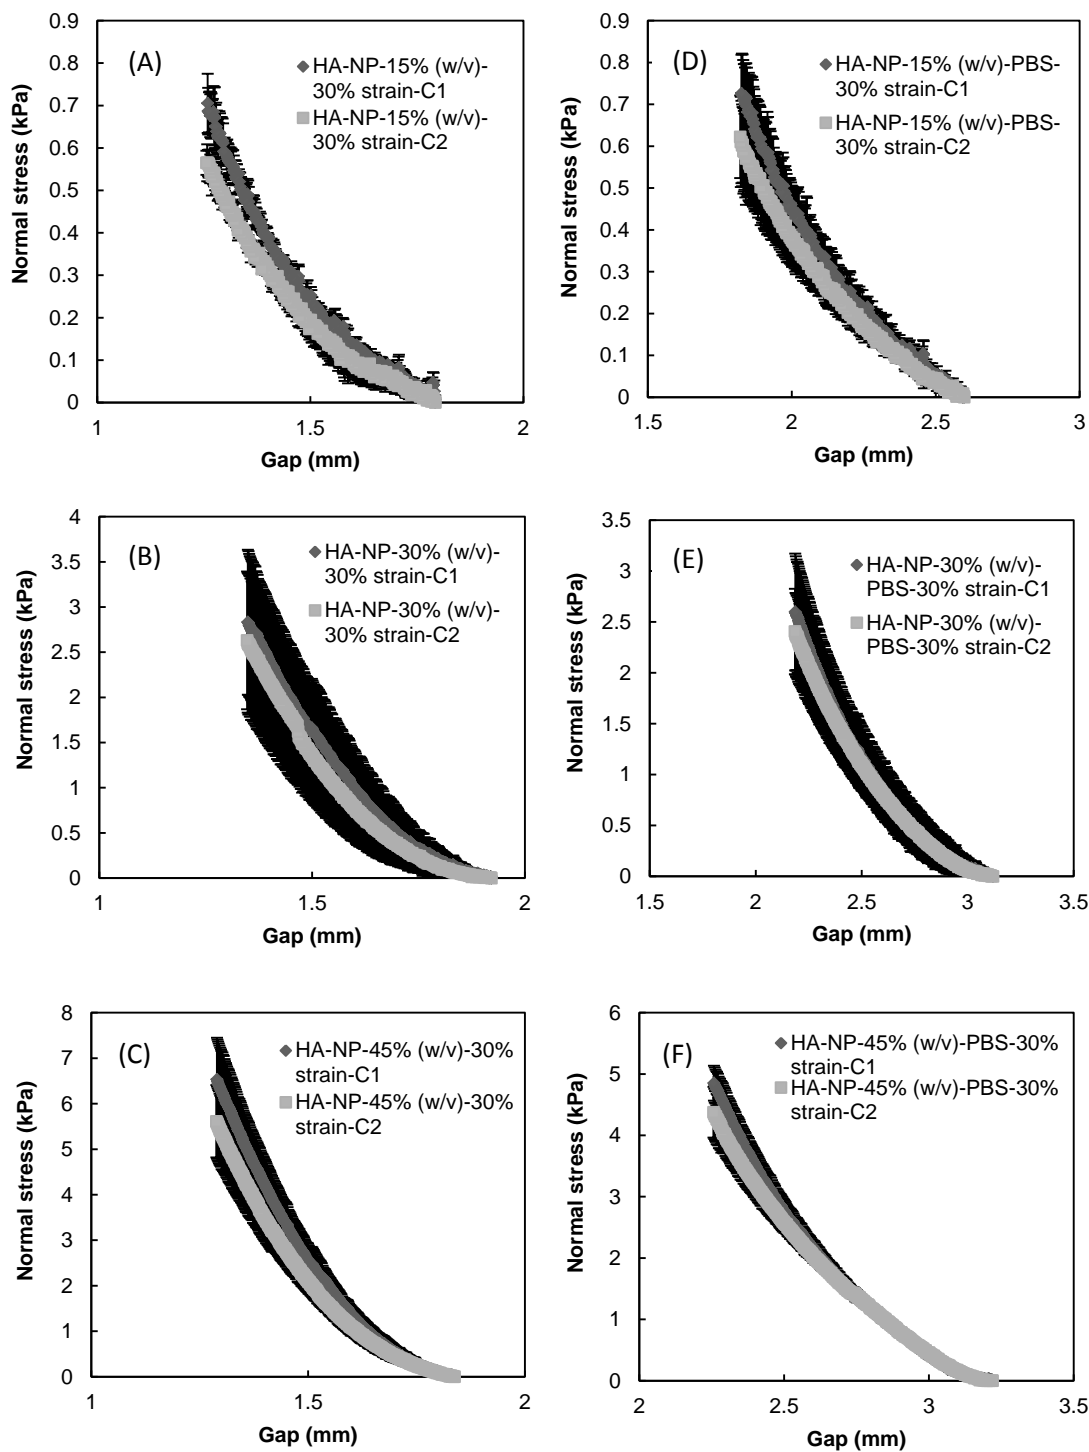 (A)
Normal stress (kPa)
0.9
0.8
0.7
0.6
0.5
0.4
0.3
0.2
0.1
0
HA-NP-15% (w/v)-
30% strain-C1
HA-NP-15% (w/v)-
30% strain-C2
1
1.5
2
Gap (mm)
(D)
Normal stress (kPa)
0.9
0.8
0.7
0.6
0.5
0.4
0.3
0.2
0.1
0
HA-NP-15% (w/v)-PBS-
30% strain-C1
HA-NP-15% (w/v)-PBS-
30% strain-C2
1.5
2
2.5
3
Gap (mm)
(B)
Normal stress (kPa)
4
3.5
3
2.5
2
1.5
1
0.5
0
HA-NP-30% (w/v)-
30% strain-C1
HA-NP-30% (w/v)-
30% strain-C2
1
1.5
2
Gap (mm)
(E)
Normal stress (kPa)
3.5
3
2.5
2
1.5
1
0.5
0
HA-NP-30% (w/v)-
PBS-30% strain-C1
HA-NP-30% (w/v)-
PBS-30% strain-C2
1.5
2
2.5
3
3.5
Gap (mm)
(C)
Normal stress (kPa)
8
7
6
5
4
3
2
1
0
HA-NP-45% (w/v)-30%
strain-C1
HA-NP-45% (w/v)-30%
strain-C2
1
1.5
2
Gap (mm)
(F)
Normal stress (kPa)
6
5
4
3
2
1
0
HA-NP-45% (w/v)-PBS-30%
strain-C1
HA-NP-45% (w/v)-PBS-30%
strain-C2
2
2.5
3
3.5
Gap (mm)